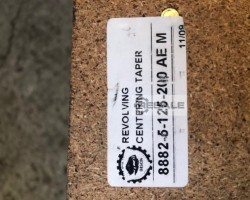 REVOLVING
CENTERING TAPER
8882-5-125-200 AE M
11/09